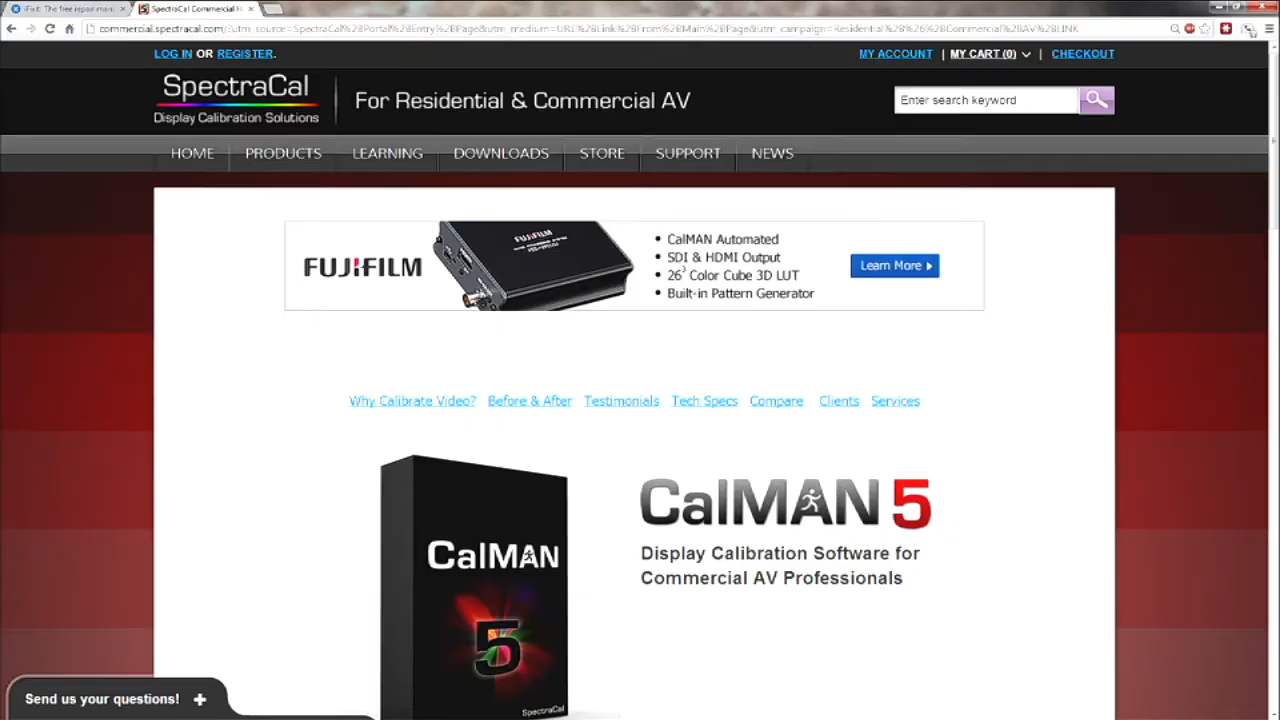 iFixit: The free repair man
SpectraCal Commercial H
commercial.spectracal.com/?utm_source=SpectraCal%2BPortal%2BEntry%2BPage&utm_medium=URL%2BLink%2BFrom%2BMain%2BPage&utm_campaign=Residential%2B%26%2BCommercial%2BAV%2BLINK
LOG IN OR REGISTER.
MY ACCOUNT | MY CART (0) | CHECKOUT
SpectraCal
Display Calibration Solutions
For Residential & Commercial AV
Enter search keyword
HOME PRODUCTS LEARNING DOWNLOADS STORE SUPPORT NEWS
FUJIFILM
FUJIFILM
• CalMAN Automated
• SDI & HDMI Output
• 26³ Color Cube 3D LUT
• Built-in Pattern Generator
Learn More
Why Calibrate Video? Before & After Testimonials Tech Specs Compare Clients Services
CalMAN
5
SpectraCal
CalMAN 5
Display Calibration Software for
Commercial AV Professionals
Send us your questions! +